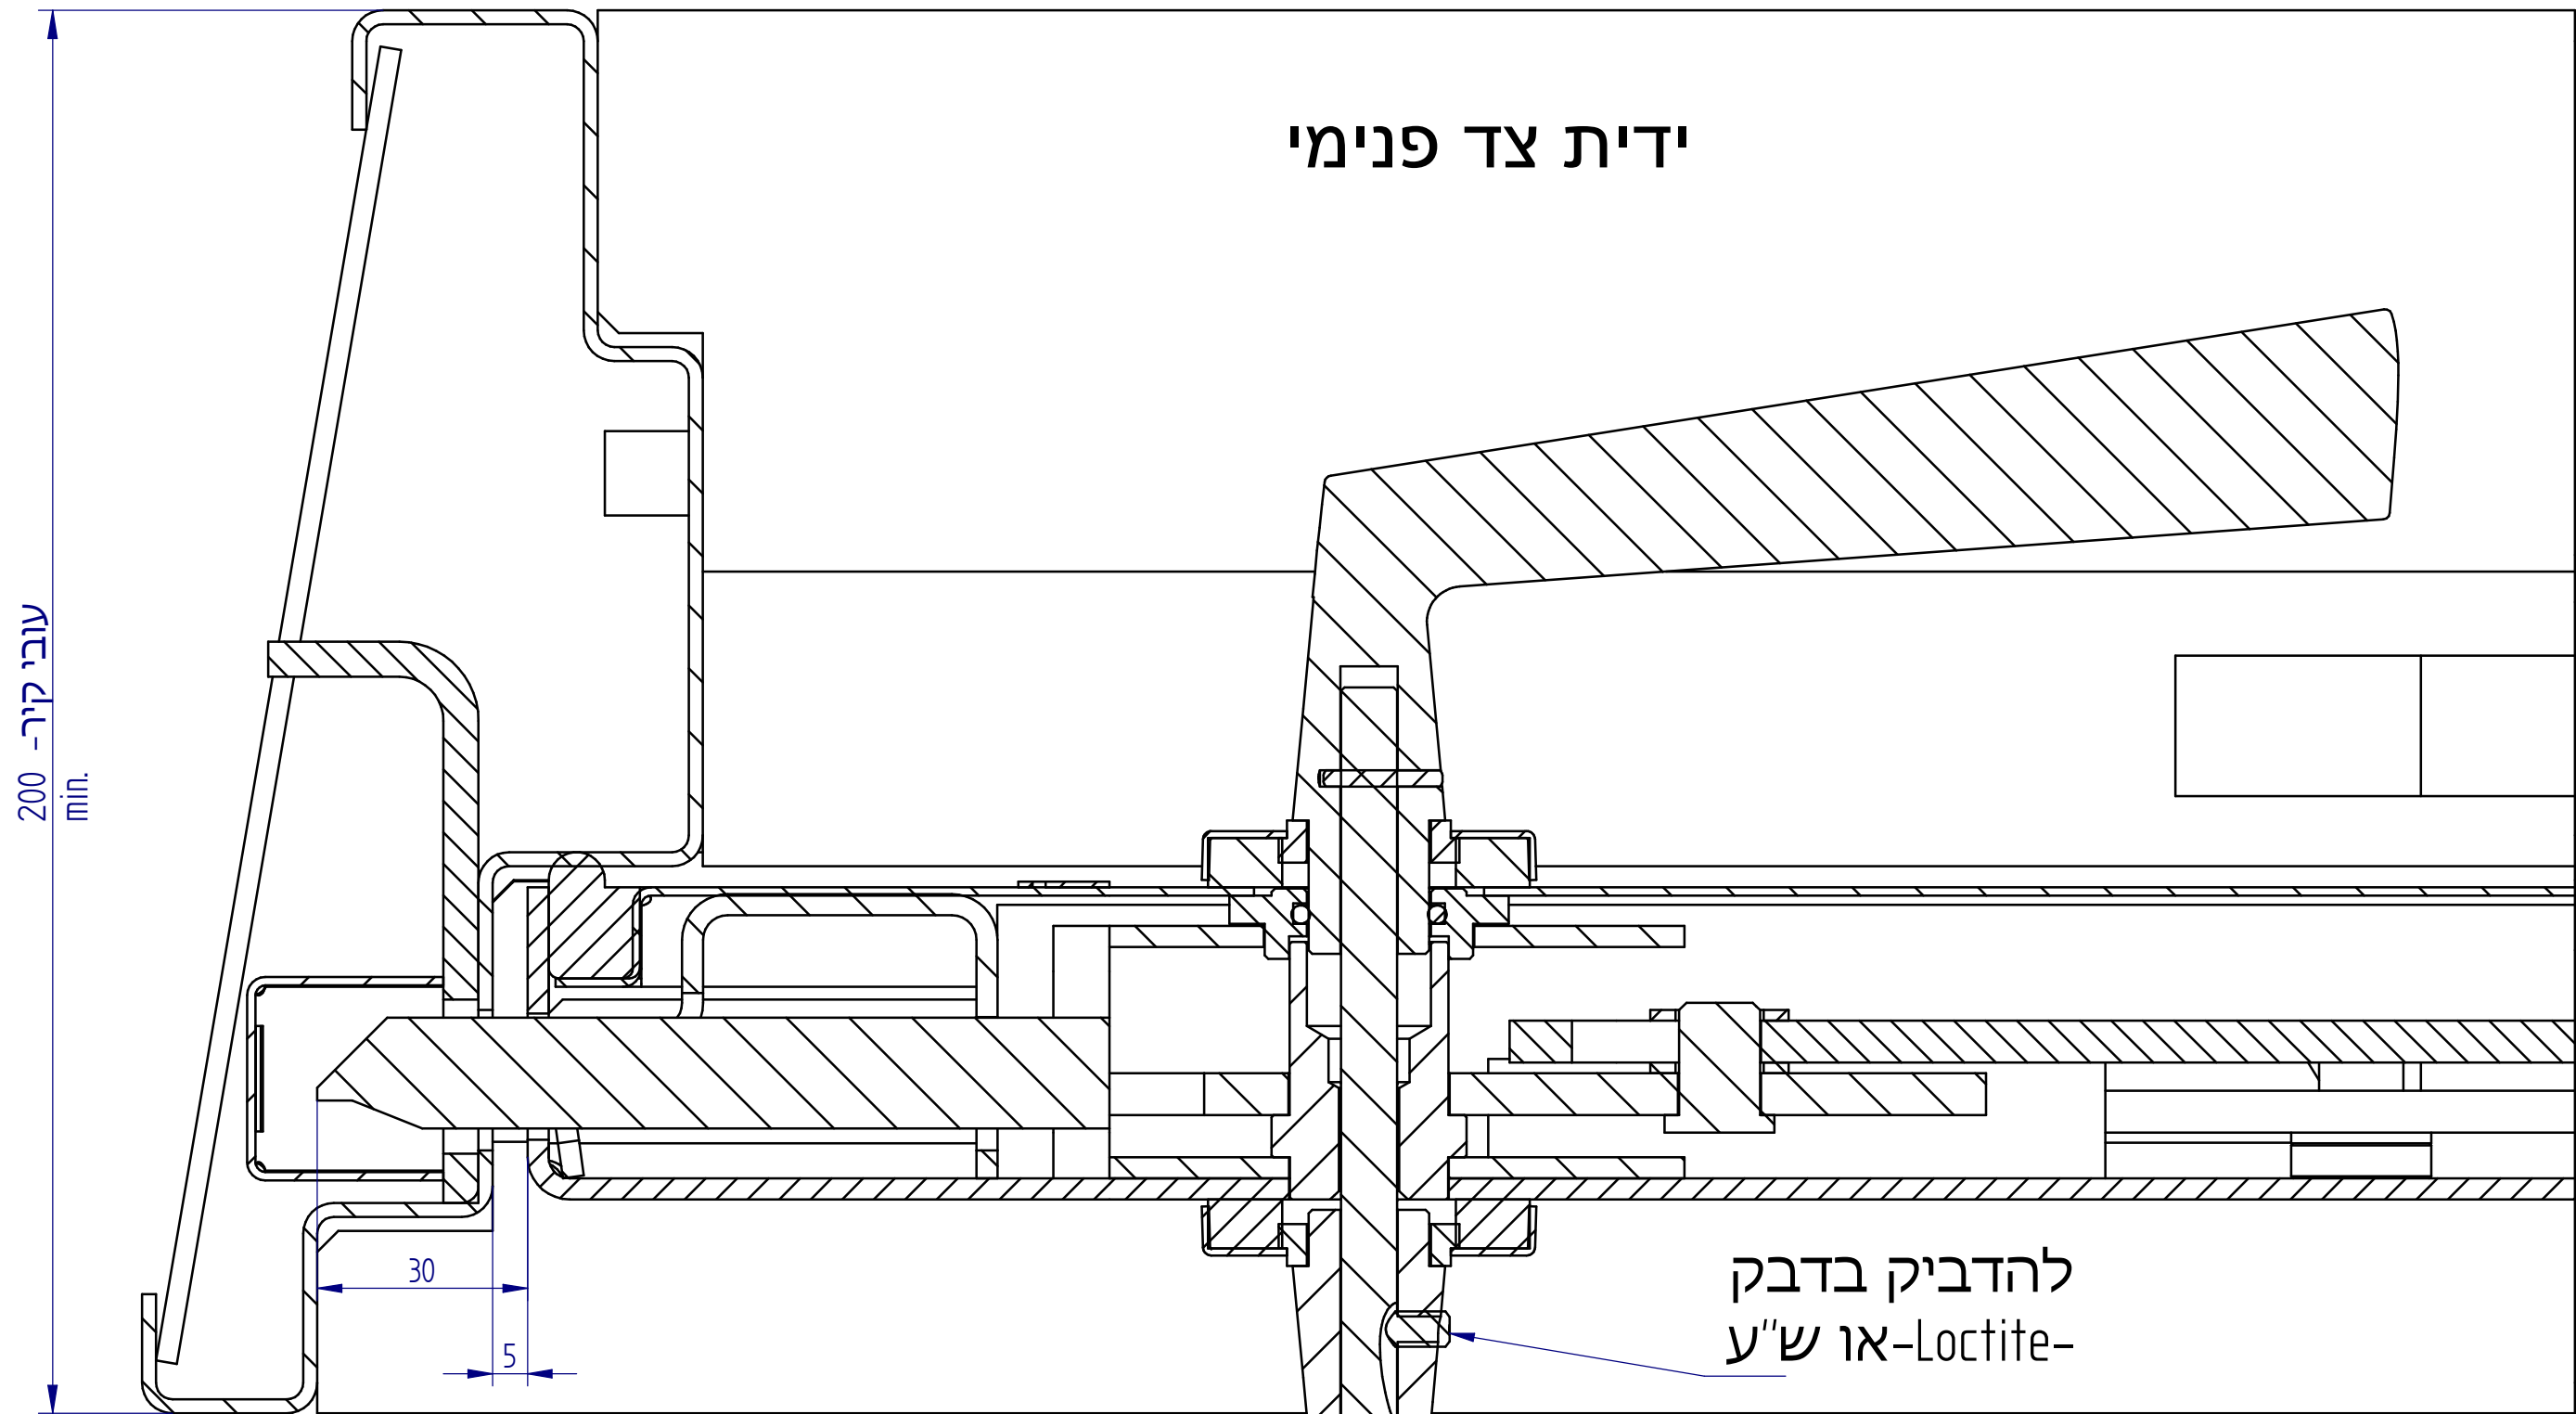 ידית צד פנימי
עובי קיר- 200
min.
30
5
להדביק בדבק
-Loctite-או ש''ע